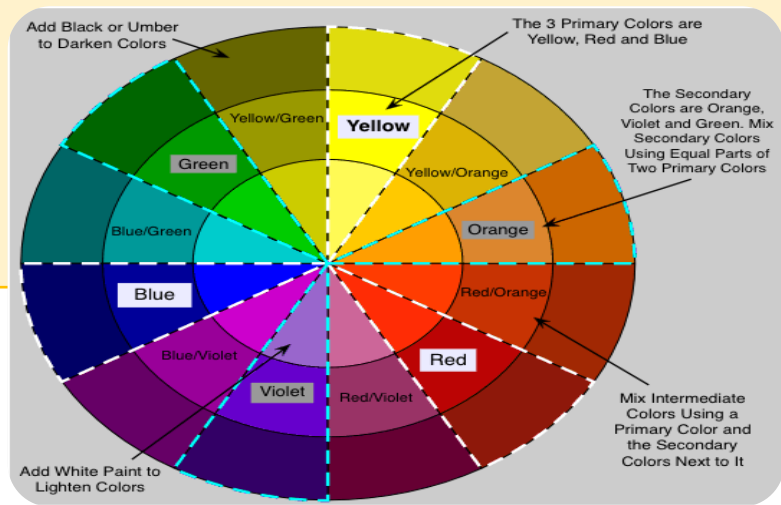 Add Black or Umber
to Darken Colors
The 3 Primary Colors are
Yellow, Red and Blue
The Secondary
Colors are Orange,
Violet and Green. Mix
Secondary Colors
Using Equal Parts of
Two Primary Colors
Yellow/Green
Yellow
Green
Yellow/Orange
Blue/Green
Orange
Blue
Red/Orange
Blue/Violet
Red
Violet
Red/Violet
Mix Intermediate
Colors Using a
Primary Color and
the Secondary
Colors Next to It
Add White Paint to
Lighten Colors